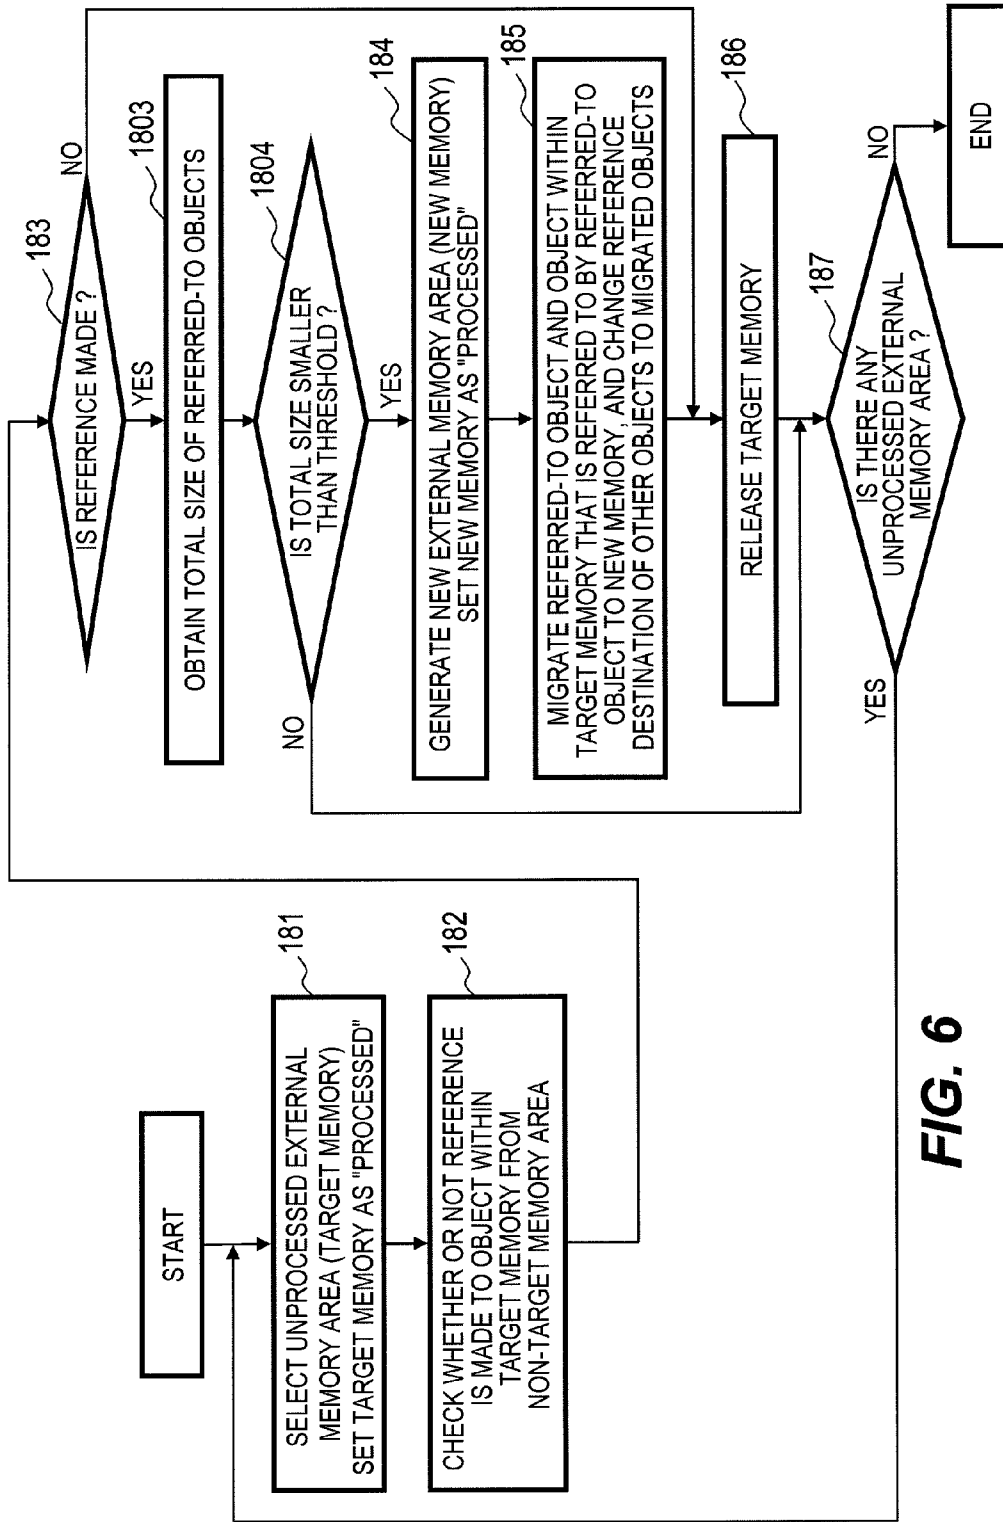 START
181
SELECT UNPROCESSED EXTERNAL
MEMORY AREA (TARGET MEMORY)
SET TARGET MEMORY AS "PROCESSED"
182
CHECK WHETHER OR NOT REFERENCE
IS MADE TO OBJECT WITHIN
TARGET MEMORY FROM
NON-TARGET MEMORY AREA
183
IS REFERENCE MADE ?
NO
YES
1803
OBTAIN TOTAL SIZE OF REFERRED-TO OBJECTS
1804
IS TOTAL SIZE SMALLER
THAN THRESHOLD ?
NO
YES
184
GENERATE NEW EXTERNAL MEMORY AREA (NEW MEMORY)
SET NEW MEMORY AS "PROCESSED"
185
MIGRATE REFERRED-TO OBJECT AND OBJECT WITHIN
TARGET MEMORY THAT IS REFERRED TO BY REFERRED-TO
OBJECT TO NEW MEMORY, AND CHANGE REFERENCE
DESTINATION OF OTHER OBJECTS TO MIGRATED OBJECTS
186
RELEASE TARGET MEMORY
187
IS THERE ANY
UNPROCESSED EXTERNAL
MEMORY AREA ?
YES
NO
END
FIG. 6